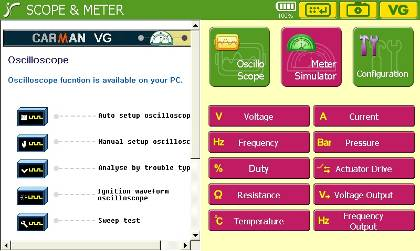 SCOPE & METER
100%
VG
CARMAN VG
Oscilloscope
Oscilloscope fucntion is available on your PC.
Auto setup oscilloscop
Manual setup oscillosc
Analyse by trouble typ
Ignition waveform
oscilloscope
Sweep test
Oscillo
Scope
Meter
Simulator
Configuration
V Voltage
A Current
Hz Frequency
Bar Pressure
% Duty
Actuator Drive
Ω Resistance
V Voltage Output
℃ Temperature
Hz Frequency
Output